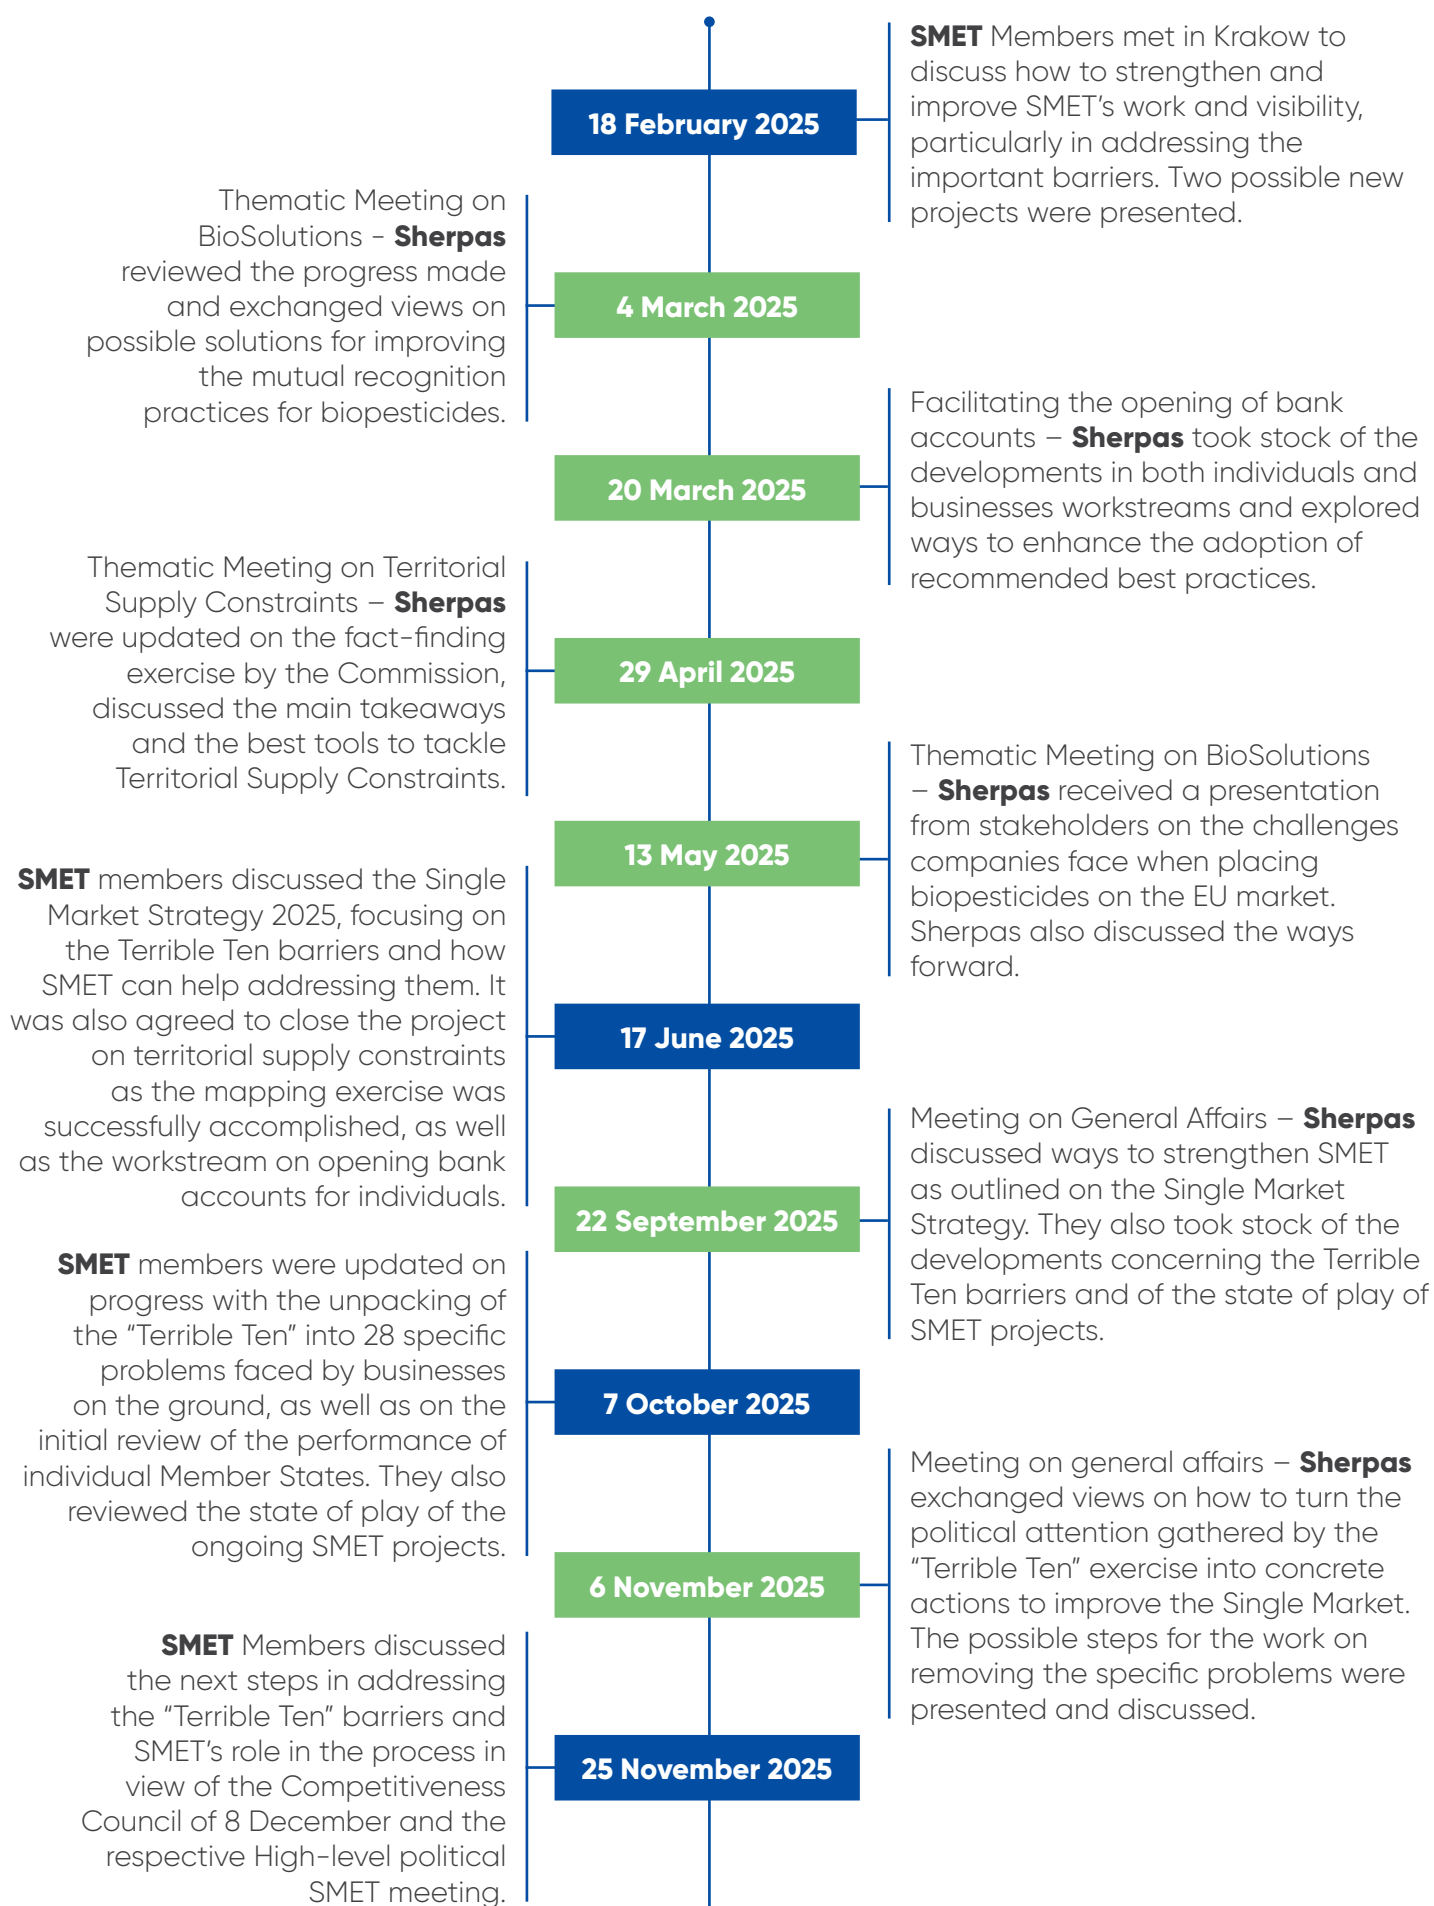 SMET Members met in Krakow to
discuss how to strengthen and
improve SMET's work and visibility,
particularly in addressing the
important barriers. Two possible new
projects were presented.
18 February 2025
Thematic Meeting on
BioSolutions - Sherpas
reviewed the progress made
and exchanged views on
possible solutions for improving
the mutual recognition
practices for biopesticides.
4 March 2025
Facilitating the opening of bank
accounts – Sherpas took stock of the
developments in both individuals and
businesses workstreams and explored
ways to enhance the adoption of
recommended best practices.
20 March 2025
Thematic Meeting on Territorial
Supply Constraints – Sherpas
were updated on the fact-finding
exercise by the Commission,
discussed the main takeaways
and the best tools to tackle
Territorial Supply Constraints.
29 April 2025
Thematic Meeting on BioSolutions
– Sherpas received a presentation
from stakeholders on the challenges
companies face when placing
biopesticides on the EU market.
Sherpas also discussed the ways
forward.
13 May 2025
SMET members discussed the Single
Market Strategy 2025, focusing on
the Terrible Ten barriers and how
SMET can help addressing them. It
was also agreed to close the project
on territorial supply constraints
as the mapping exercise was
successfully accomplished, as well
as the workstream on opening bank
accounts for individuals.
17 June 2025
Meeting on General Affairs – Sherpas
discussed ways to strengthen SMET
as outlined on the Single Market
Strategy. They also took stock of the
developments concerning the Terrible
Ten barriers and of the state of play of
SMET projects.
22 September 2025
SMET members were updated on
progress with the unpacking of
the “Terrible Ten” into 28 specific
problems faced by businesses
on the ground, as well as on the
initial review of the performance of
individual Member States. They also
reviewed the state of play of the
ongoing SMET projects.
7 October 2025
Meeting on general affairs – Sherpas
exchanged views on how to turn the
political attention gathered by the
“Terrible Ten” exercise into concrete
actions to improve the Single Market.
The possible steps for the work on
removing the specific problems were
presented and discussed.
6 November 2025
SMET Members discussed
the next steps in addressing
the “Terrible Ten” barriers and
SMET's role in the process in
view of the Competitiveness
Council of 8 December and the
respective High-level political
SMET meeting.
25 November 2025